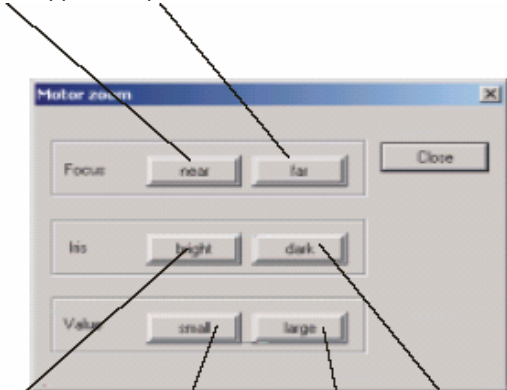 Motor zoom
Focus near far Close
Iris bright dark
Value small large